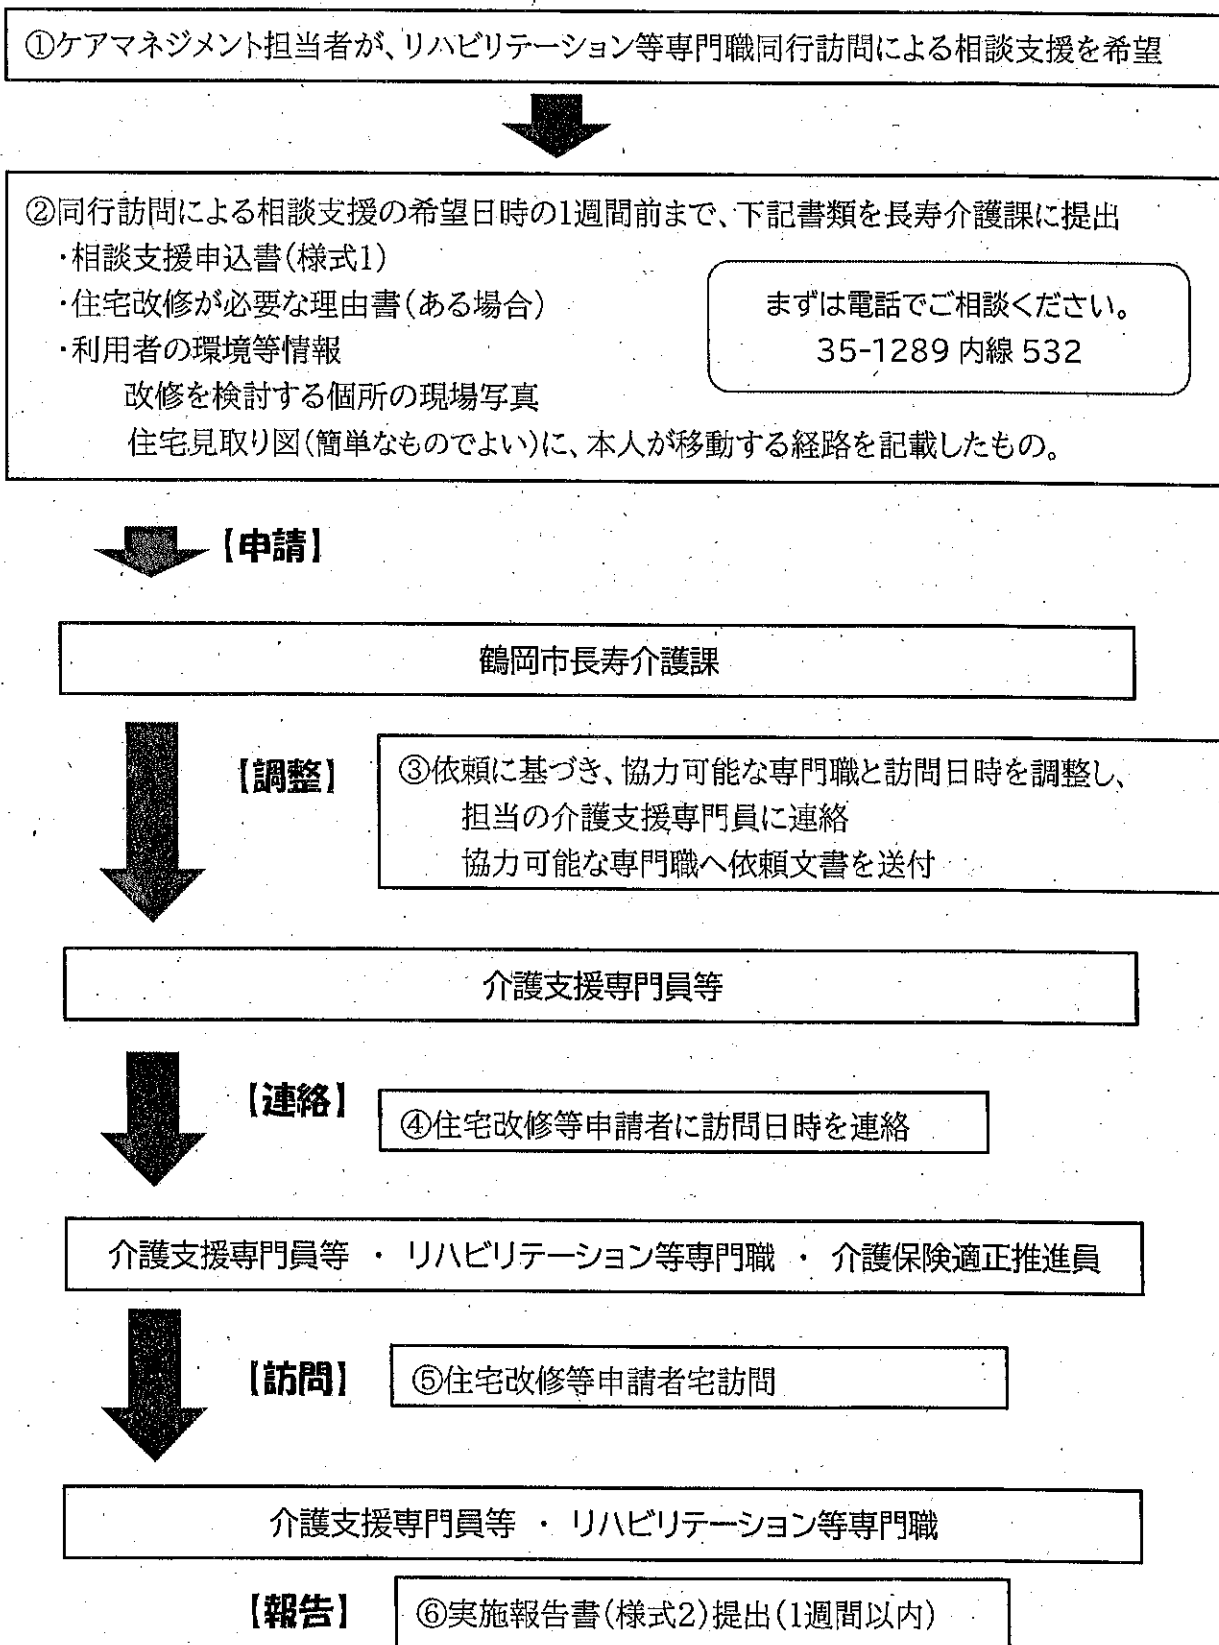 ①ケアマネジメント担当者が、リハビリテーション等専門職同行訪問による相談支援を希望
②同行訪問による相談支援の希望日時の1週間前まで、下記書類を長寿介護課に提出
・相談支援申込書(様式1)
・住宅改修が必要な理由書(ある場合)
・利用者の環境等情報
改修を検討する個所の現場写真
住宅見取り図(簡単なものでよい)に、本人が移動する経路を記載したもの。
まずは電話でご相談ください。
35-1289 内線 532
【申請】
鶴岡市長寿介護課
【調整】
③依頼に基づき、協力可能な専門職と訪問日時を調整し、
担当の介護支援専門員に連絡
協力可能な専門職へ依頼文書を送付
介護支援専門員等
【連絡】
④住宅改修等申請者に訪問日時を連絡
介護支援専門員等 ・ リハビリテーション等専門職 ・ 介護保険適正推進員
【訪問】
⑤住宅改修等申請者宅訪問
介護支援専門員等 ・ リハビリテーション等専門職
【報告】
⑥実施報告書(様式2)提出(1週間以内)